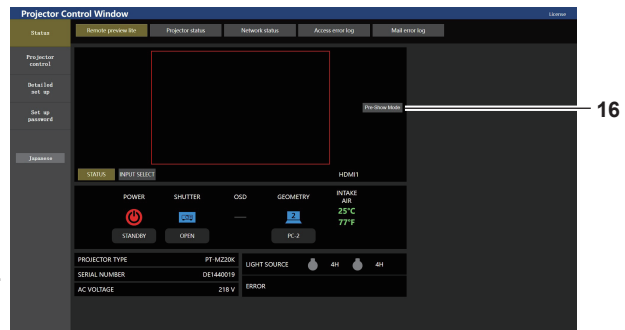 Projector Control Window
License
Status
Remote preview lite
Projector status
Network status
Access error log
Mail error log
Projector
control
Detailed
set up
Set up
password
Japanese
Pre-Show Mode
16
STATUS
INPUT SELECT
HDMI1
POWER
SHUTTER
OSD
GEOMETRY
INTAKE
AIR
2
25°C
77°F
STANDBY
OPEN
PC-2
PROJECTOR TYPE
PT-MZ20K
SERIAL NUMBER
DE1440019
AC VOLTAGE
218 V
LIGHT SOURCE
4H
4H
ERROR